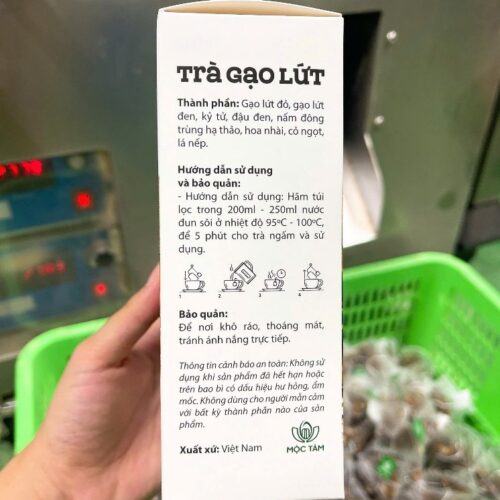 Trà GẠO LỨT
Thành phần: Gạo lứt đỏ, gạo lứt
đen, kỷ tử, đậu đen, nấm đông
trùng hạ thảo, hoa nhài, cỏ ngọt,
lá nếp.
Hướng dẫn sử dụng
và bảo quản:
- Hướng dẫn sử dụng: Hãm túi
lọc trong 200ml - 250ml nước
đun sôi ở nhiệt độ 95ºC - 100ºC,
để 5 phút cho trà ngấm và sử
dụng.
1 2 3 4
Bảo quản:
Để nơi khô ráo, thoáng mát,
tránh ánh nắng trực tiếp.
Thông tin cảnh báo an toàn: Không sử
dụng khi sản phẩm đã hết hạn hoặc
trên bao bì có dấu hiệu hư hỏng, ẩm
mốc. Không dùng cho người mẫn cảm
với bất kỳ thành phần nào của sản
phẩm.
Xuất xứ: Việt Nam
MỘC TÂM